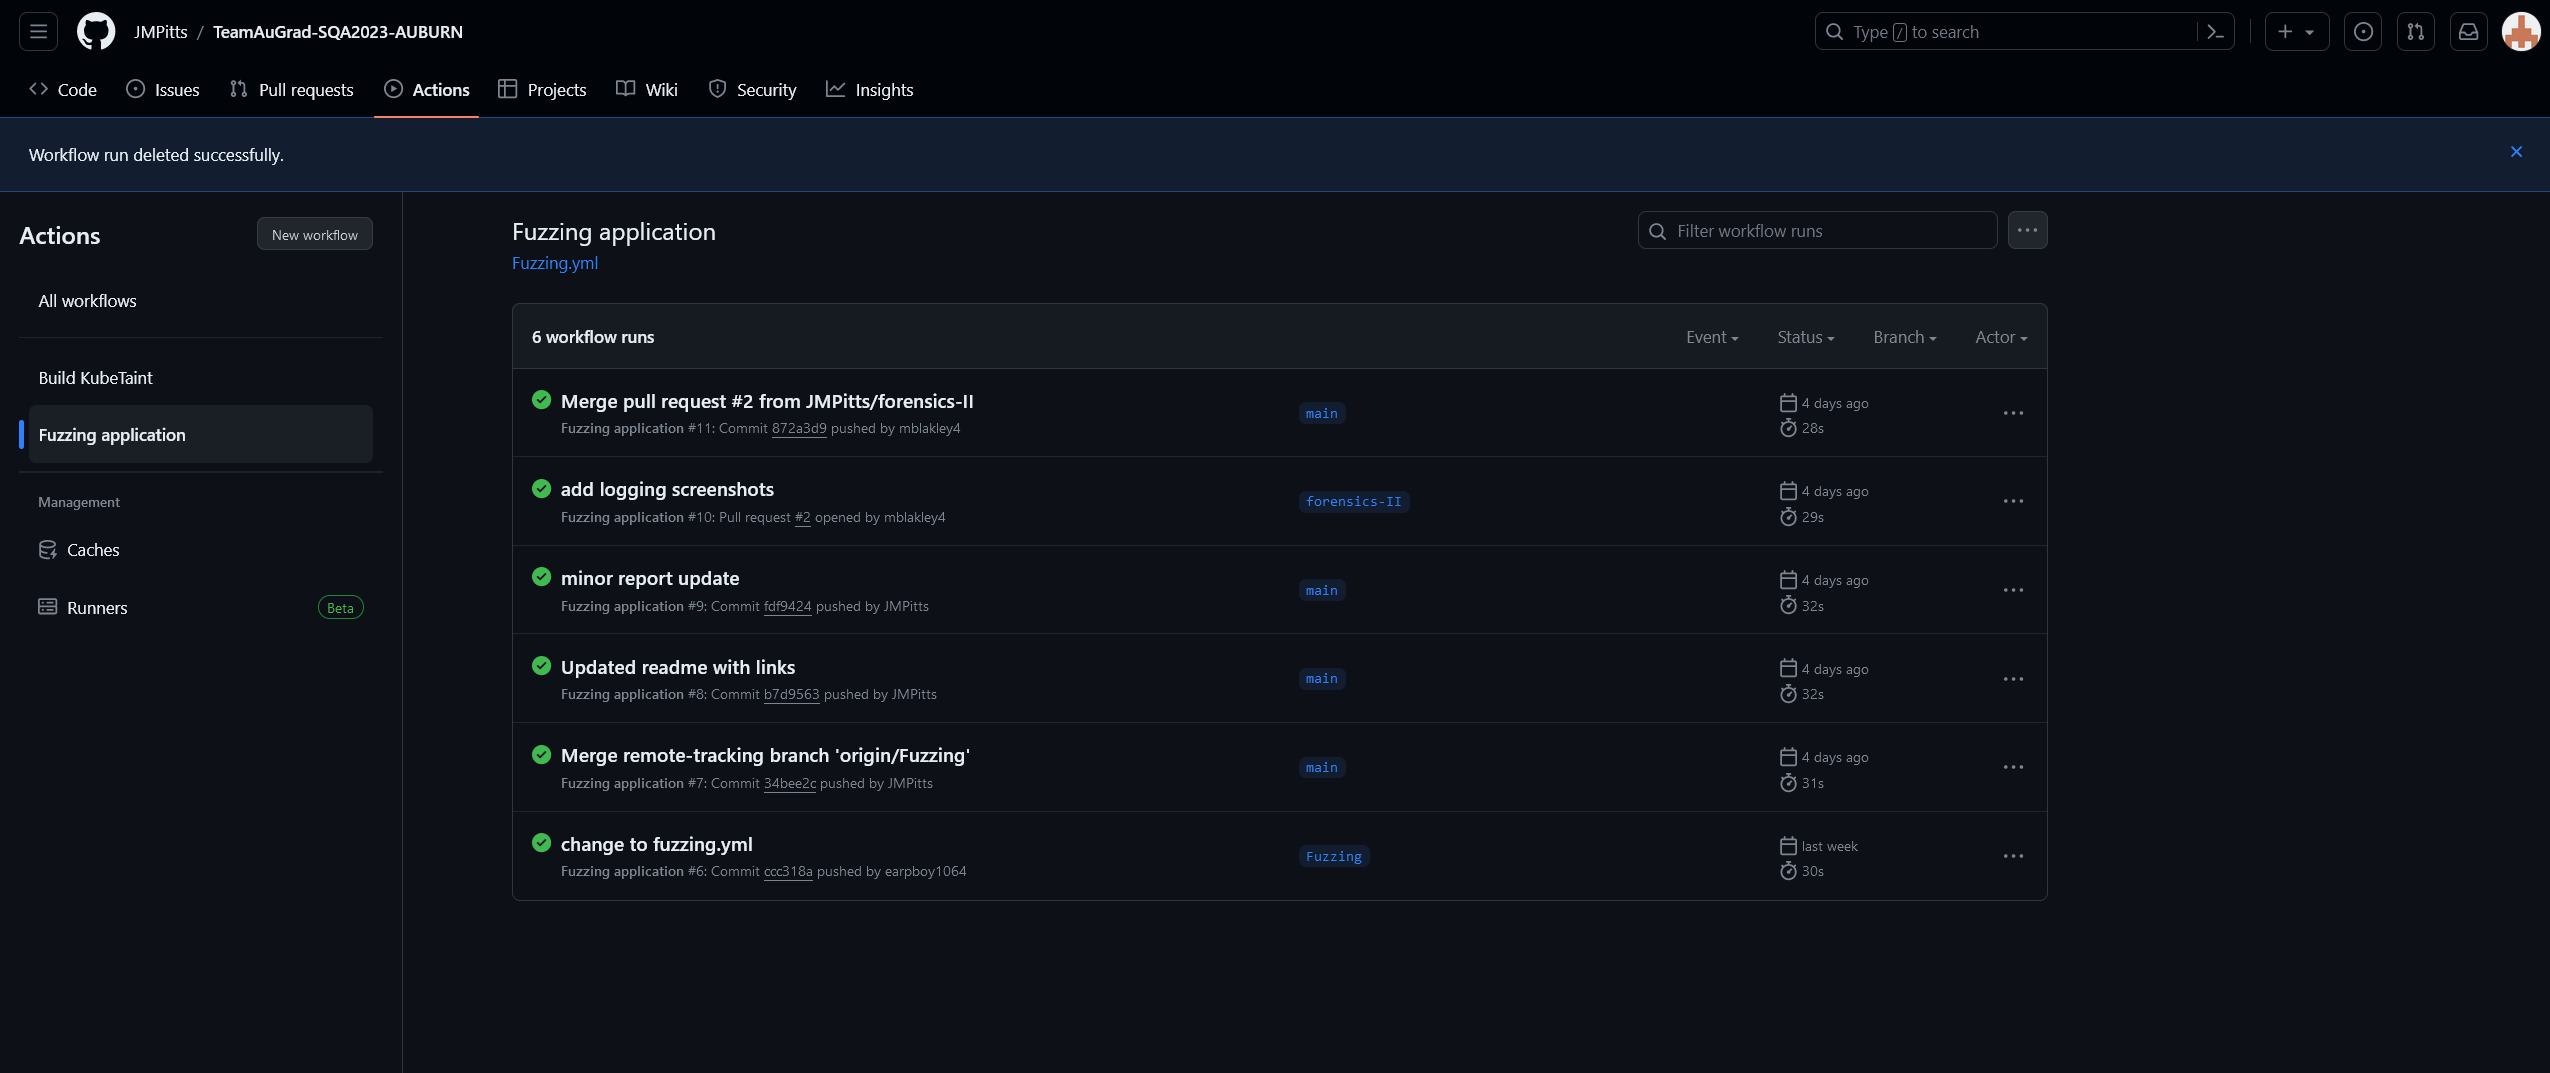 JMPitts / TeamAuGrad-SQA2023-AUBURN
Type / to search
Code Issues Pull requests Actions Projects Wiki Security Insights
Workflow run deleted successfully.
Actions
New workflow
All workflows
Build KubeTaint
Fuzzing application
Management
Caches
Runners Beta
Fuzzing application
Fuzzing.yml
Filter workflow runs
6 workflow runs Event Status Branch Actor
Merge pull request #2 from JMPitts/forensics-II
Fuzzing application #11: Commit 872a3d9 pushed by mblakley4
main
4 days ago
28s
add logging screenshots
Fuzzing application #10: Pull request #2 opened by mblakley4
forensics-II
4 days ago
29s
minor report update
Fuzzing application #9: Commit fdf9424 pushed by JMPitts
main
4 days ago
32s
Updated readme with links
Fuzzing application #8: Commit b7d9563 pushed by JMPitts
main
4 days ago
32s
Merge remote-tracking branch 'origin/Fuzzing'
Fuzzing application #7: Commit 34bee2c pushed by JMPitts
main
4 days ago
31s
change to fuzzing.yml
Fuzzing application #6: Commit ccc318a pushed by earpboy1064
Fuzzing
last week
30s